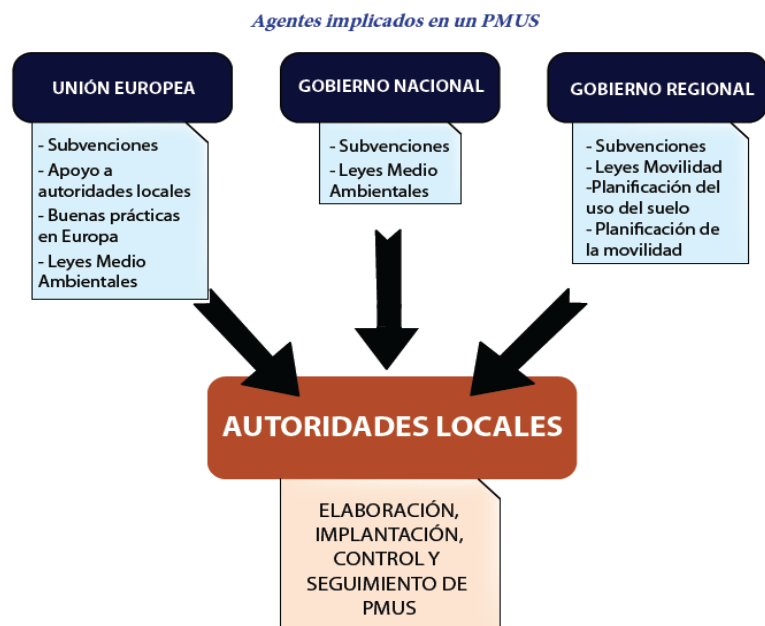 Agentes implicados en un PMUS
UNIÓN EUROPEA
- Subvenciones
- Apoyo a
autoridades locales
- Buenas prácticas
en Europa
- Leyes Medio
Ambientales
GOBIERNO NACIONAL
- Subvenciones
- Leyes Medio
Ambientales
GOBIERNO REGIONAL
- Subvenciones
- Leyes Movilidad
-Planificación del
uso del suelo
- Planificación de
la movilidad
AUTORIDADES LOCALES
ELABORACIÓN,
IMPLANTACIÓN,
CONTROL Y
SEGUIMIENTO DE
PMUS